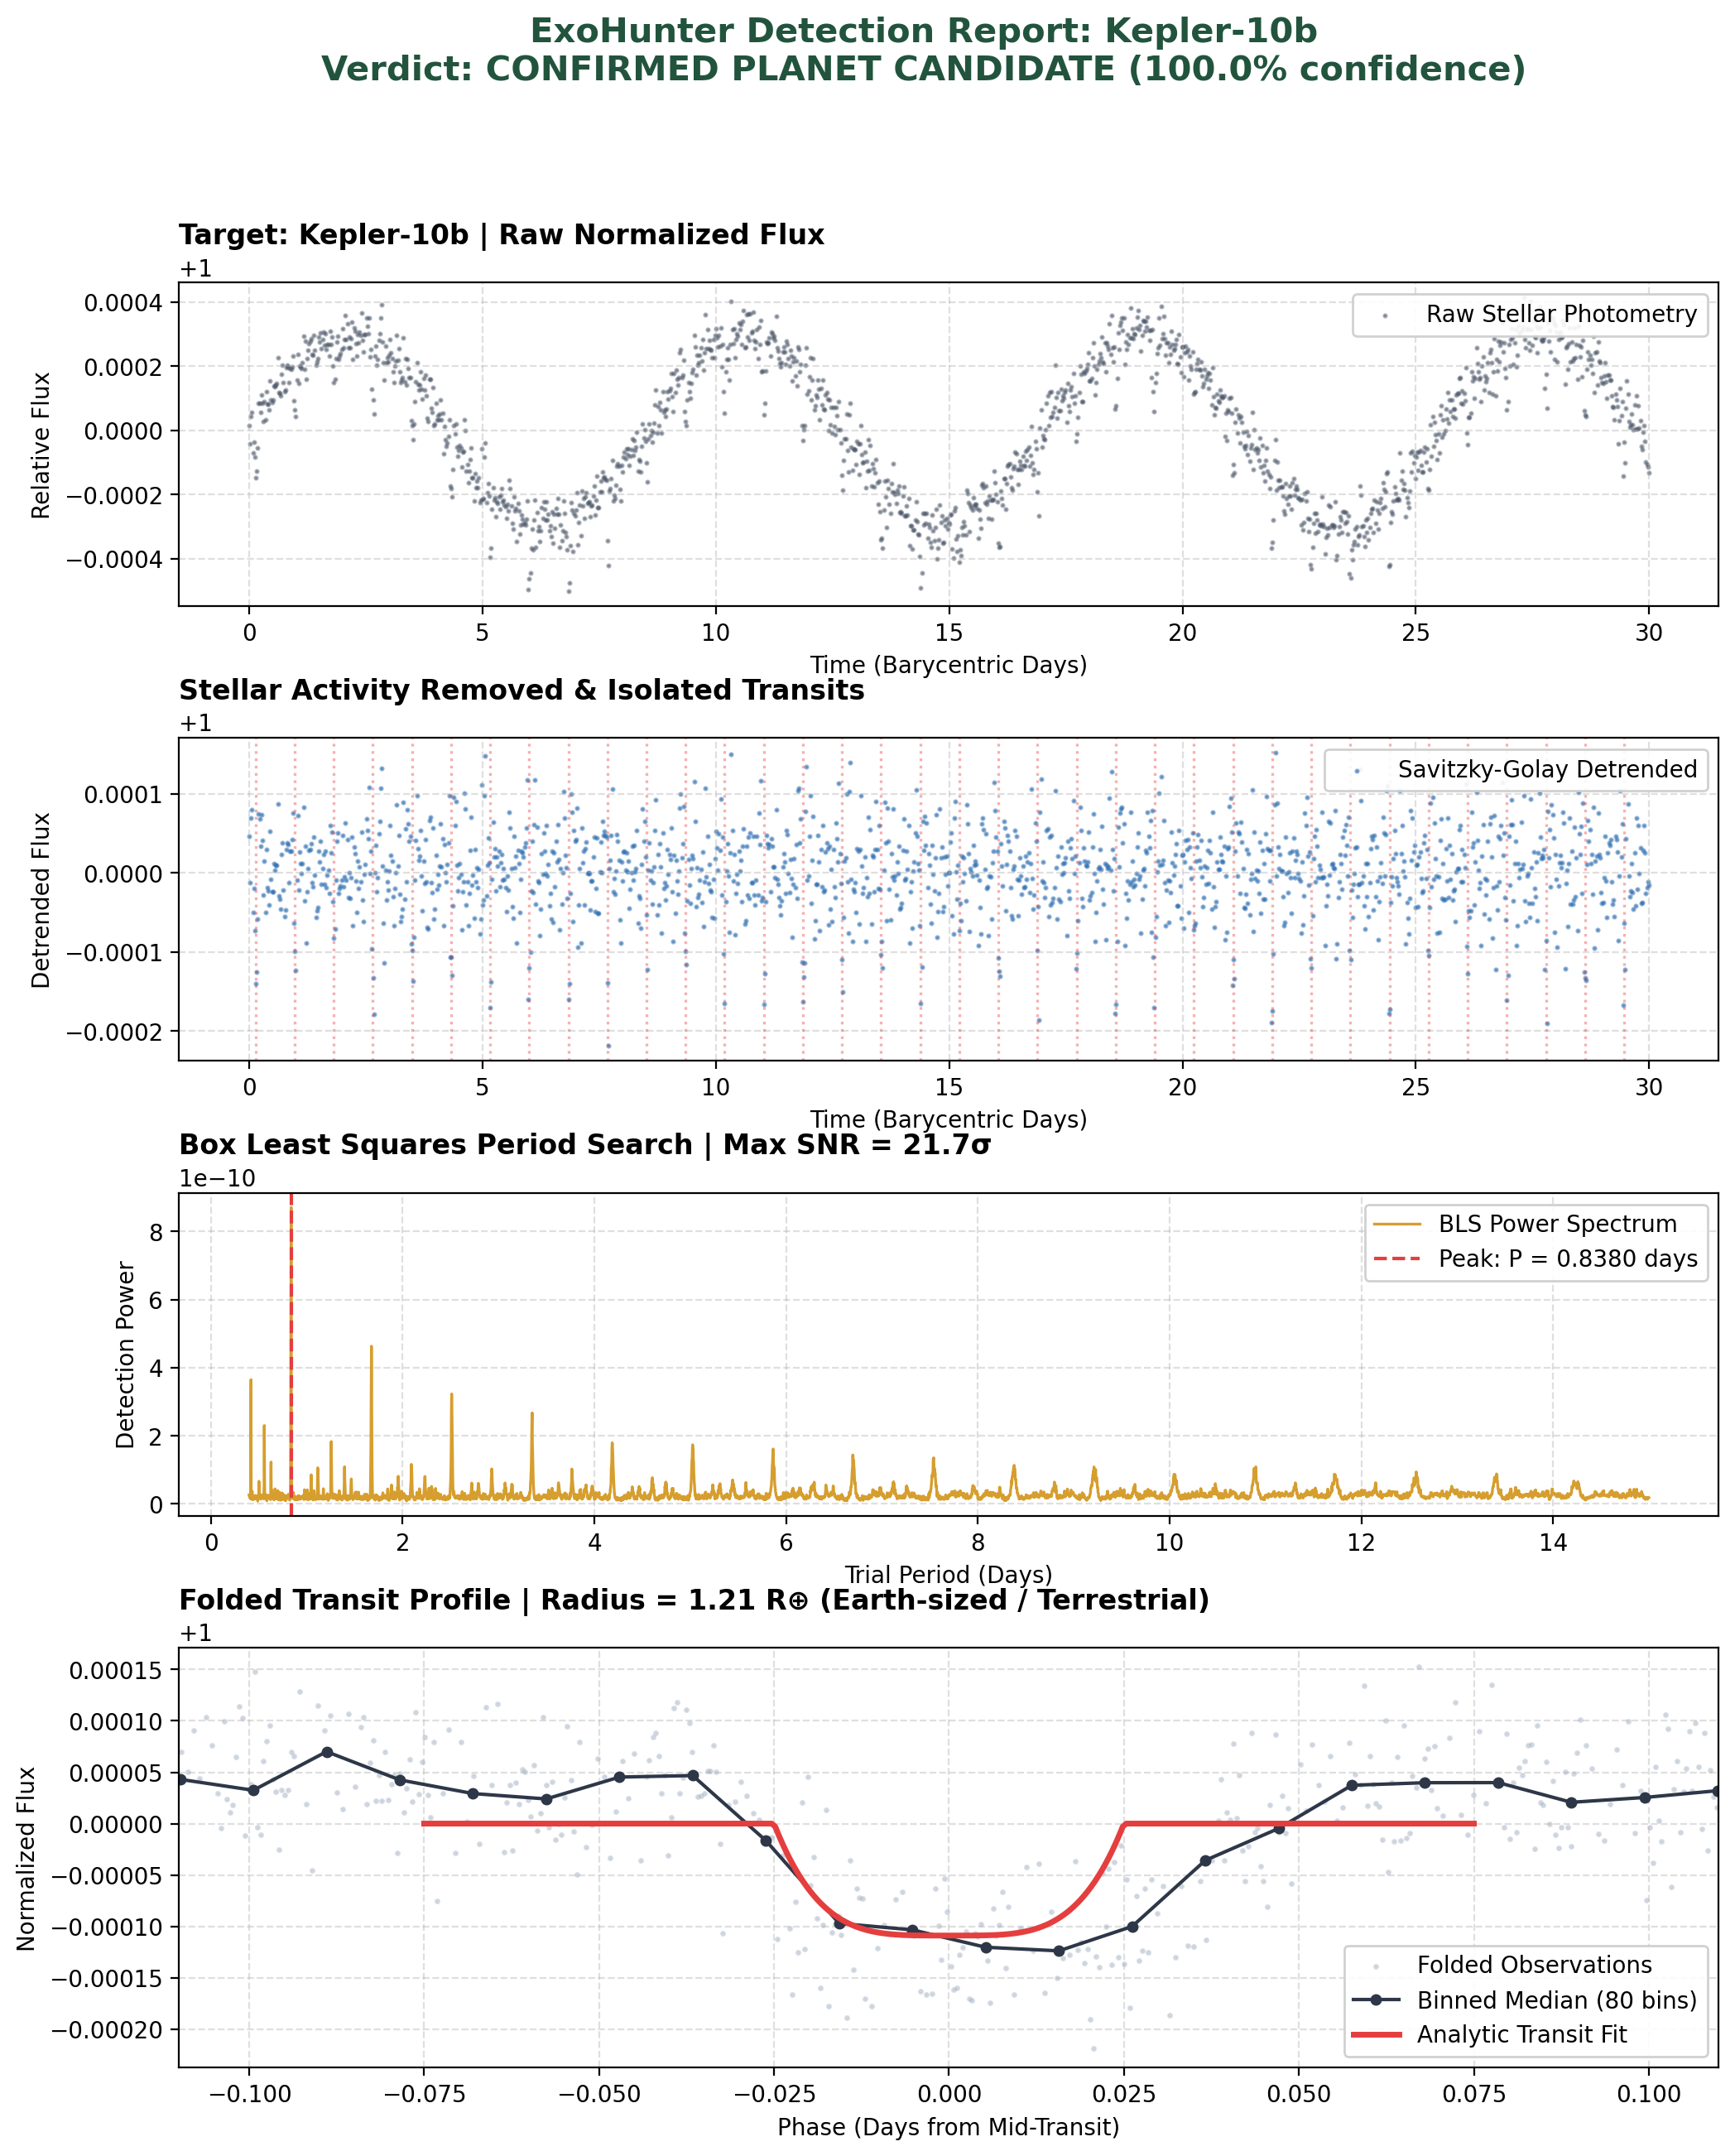 ExoHunter Detection Report: Kepler-10b
Verdict: CONFIRMED PLANET CANDIDATE (100.0% confidence)
Target: Kepler-10b | Raw Normalized Flux
+1
Raw Stellar Photometry
0.0004
0.0002
0.0000
−0.0002
−0.0004
Relative Flux
0 5 10 15 20 25 30
Time (Barycentric Days)
Stellar Activity Removed & Isolated Transits
+1
Savitzky-Golay Detrended
0.0001
0.0000
−0.0001
−0.0002
Detrended Flux
0 5 10 15 20 25 30
Time (Barycentric Days)
Box Least Squares Period Search | Max SNR = 21.7σ
1e−10
BLS Power Spectrum
Peak: P = 0.8380 days
8
6
4
2
0
Detection Power
0 2 4 6 8 10 12 14
Trial Period (Days)
Folded Transit Profile | Radius = 1.21 R⊕ (Earth-sized / Terrestrial)
+1
0.00015
0.00010
0.00005
0.00000
−0.00005
−0.00010
−0.00015
−0.00020
Normalized Flux
Folded Observations
Binned Median (80 bins)
Analytic Transit Fit
−0.100 −0.075 −0.050 −0.025 0.000 0.025 0.050 0.075 0.100
Phase (Days from Mid-Transit)